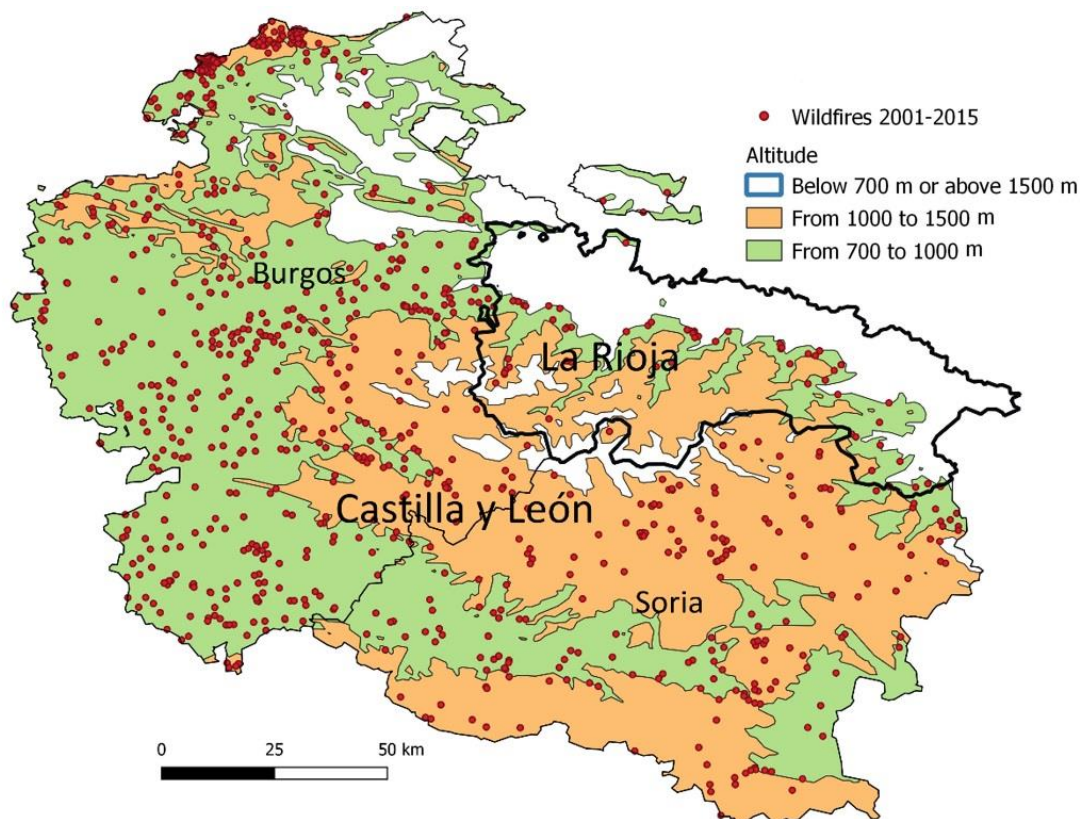 Wildfires 2001-2015
Altitude
Below 700 m or above 1500 m
From 1000 to 1500 m
From 700 to 1000 m
Burgos
La Rioja
Castilla y León
Soria
0 25 50 km